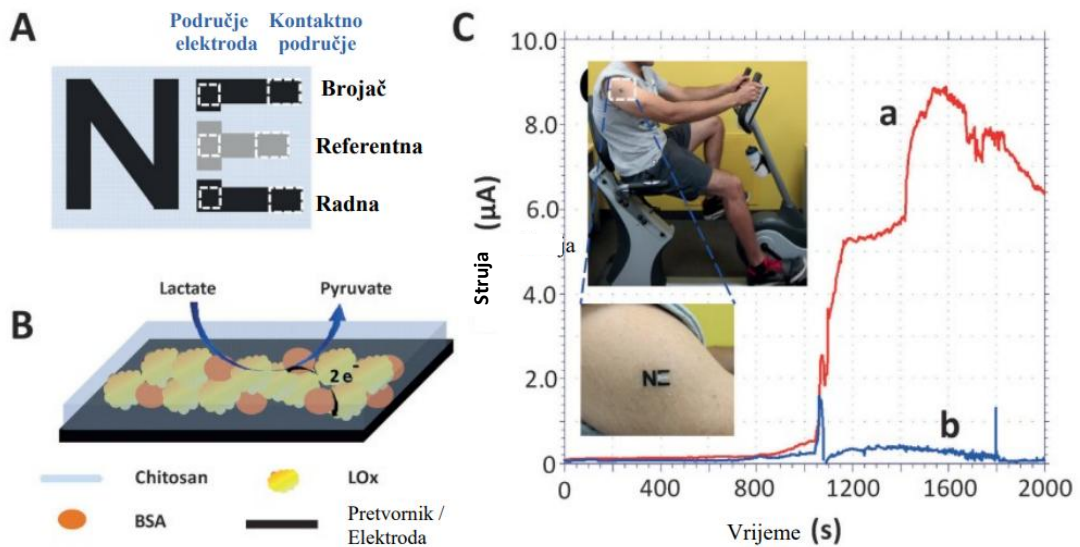 A
Područje
elektroda
Kontaktno
područje
NE
Brojač
Referentna
Radna
B
Lactate
Pyruvate
2 e-
Chitosan
LOx
BSA
Pretvornik /
Elektroda
C
10.0
8.0
6.0
4.0
2.0
0
Struja
(µA)
ja
a
b
NE
0
400
800
1200
1600
2000
Vrijeme (s)